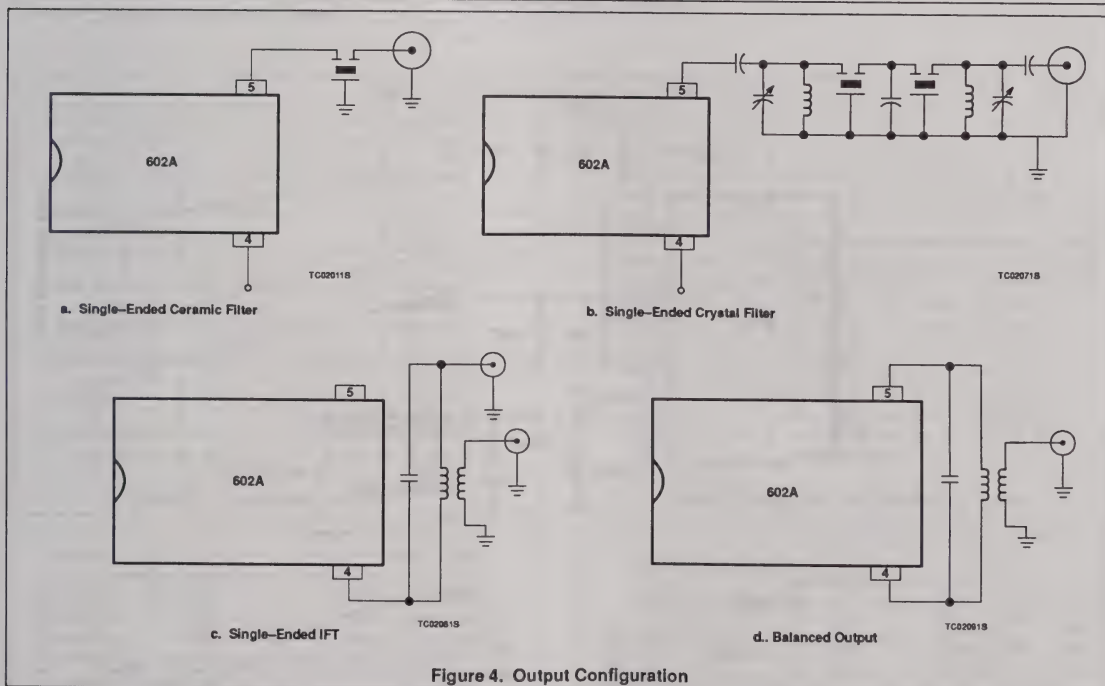 5
602A
4
TC02011S
a. Single–Ended Ceramic Filter
5
602A
4
TC02071S
b. Single–Ended Crystal Filter
5
602A
4
TC02081S
c. Single–Ended IFT
5
602A
4
TC02091S
d.. Balanced Output
Figure 4. Output Configuration